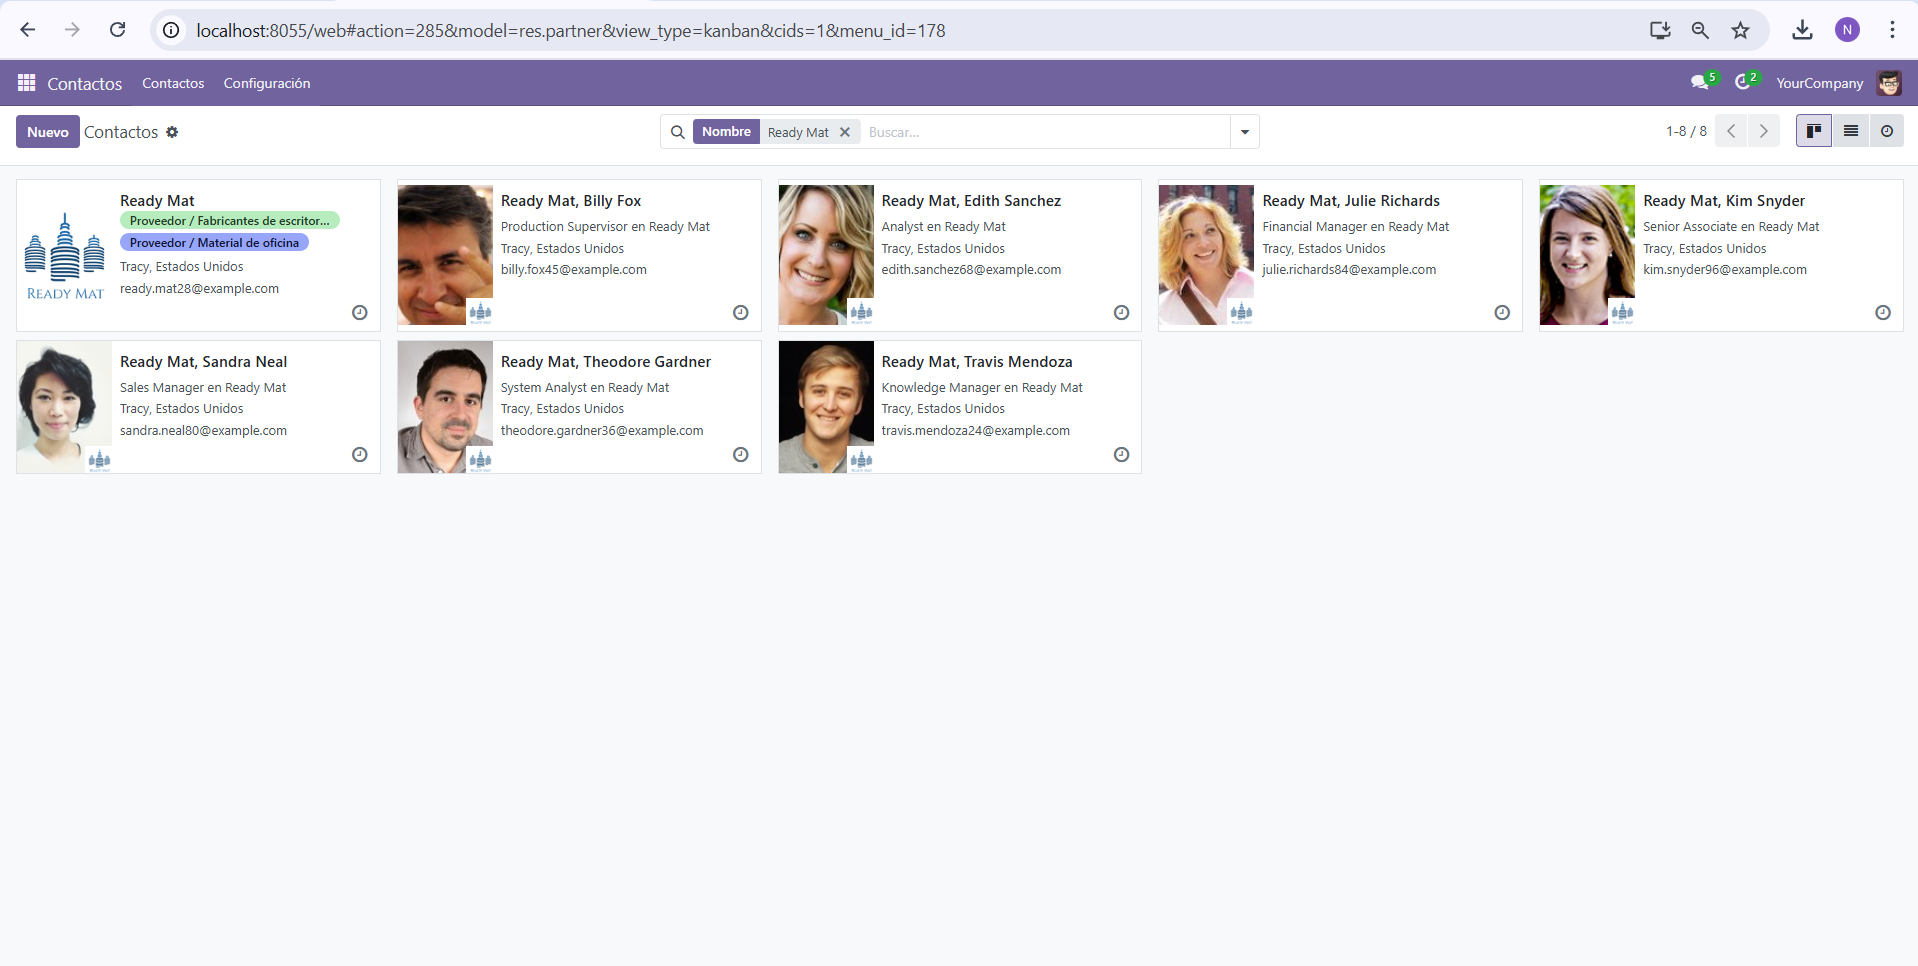 localhost:8055/web#action=285&model=res.partner&view_type=kanban&cids=1&menu_id=178
N
Contactos Contactos Configuración 5 2 YourCompany
Nuevo Contactos Nombre Ready Mat Buscar... 1-8 / 8
Ready Mat
Proveedor / Fabricantes de escritor...
Proveedor / Material de oficina
Tracy, Estados Unidos
ready.mat28@example.com
READY MAT
Ready Mat, Billy Fox
Production Supervisor en Ready Mat
Tracy, Estados Unidos
billy.fox45@example.com
Ready Mat, Edith Sanchez
Analyst en Ready Mat
Tracy, Estados Unidos
edith.sanchez68@example.com
Ready Mat, Julie Richards
Financial Manager en Ready Mat
Tracy, Estados Unidos
julie.richards84@example.com
Ready Mat, Kim Snyder
Senior Associate en Ready Mat
Tracy, Estados Unidos
kim.snyder96@example.com
Ready Mat, Sandra Neal
Sales Manager en Ready Mat
Tracy, Estados Unidos
sandra.neal80@example.com
Ready Mat, Theodore Gardner
System Analyst en Ready Mat
Tracy, Estados Unidos
theodore.gardner36@example.com
Ready Mat, Travis Mendoza
Knowledge Manager en Ready Mat
Tracy, Estados Unidos
travis.mendoza24@example.com